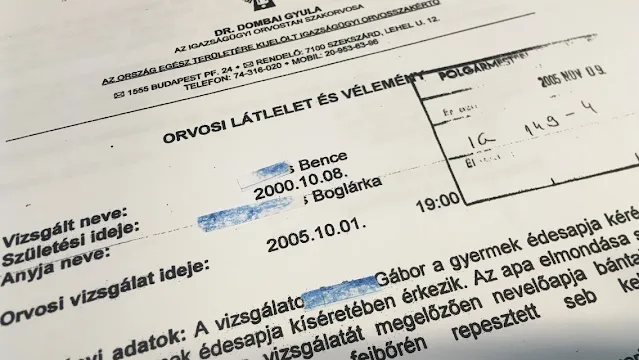 DR. DOMBAI GYULA
AZ IGAZSÁGÜGYI ORVOSTAN SZAKORVOSA
AZ ORSZÁG EGÉSZ TERÜLETÉRE KIJELÖLT IGAZSÁGÜGYI ORVOSSZAKÉRTŐ
1555 BUDAPEST PF. 24 + RENDELŐ: 7100 SZEKSZÁRD, LEHEL U. 12.
TELEFON: 74-316-020 + MOBIL: 20-953-63-96
ORVOSI LÁTLELET ÉS VÉLEMÉNY
POLGÁRMEST
2005 NOV 09.
149-4
Vizsgált neve: s Bence
Születési ideje: 2000.10.08.
Anyja neve: s Boglárka
Orvosi vizsgálat ideje: 2005.10.01. 19:00
adatok: A vizsgálato Gábor a gyermek édesapja kéré
édesapja kíséretében érkezik. Az apa elmondása s
vizsgálatát megelőzően nevelőapja bánta
fejbőrén repesztett seb ke